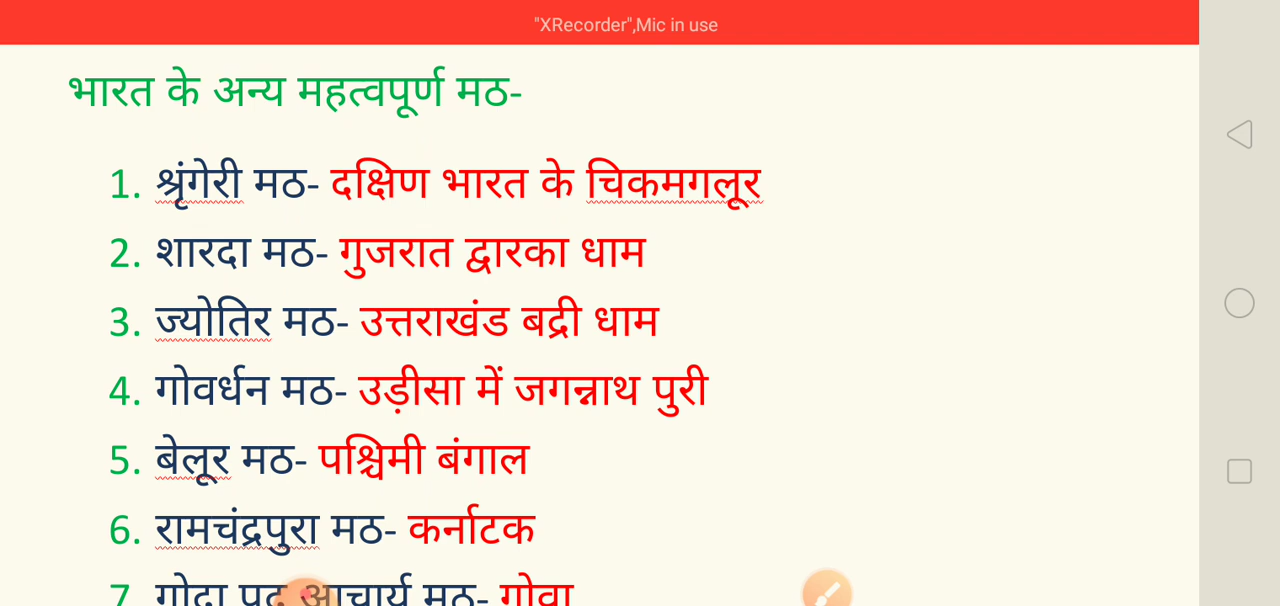 "XRecorder",Mic in use
भारत के अन्य महत्वपूर्ण मठ-
1. श्रृंगेरी मठ- दक्षिण भारत के चिकमगलूर
2. शारदा मठ- गुजरात द्वारका धाम
3. ज्योतिर मठ- उत्तराखंड बद्री धाम
4. गोवर्धन मठ- उड़ीसा में जगन्नाथ पुरी
5. बेलूर मठ- पश्चिमी बंगाल
6. रामचंद्रपुरा मठ- कर्नाटक
7 आचार्य मठ- गोवा